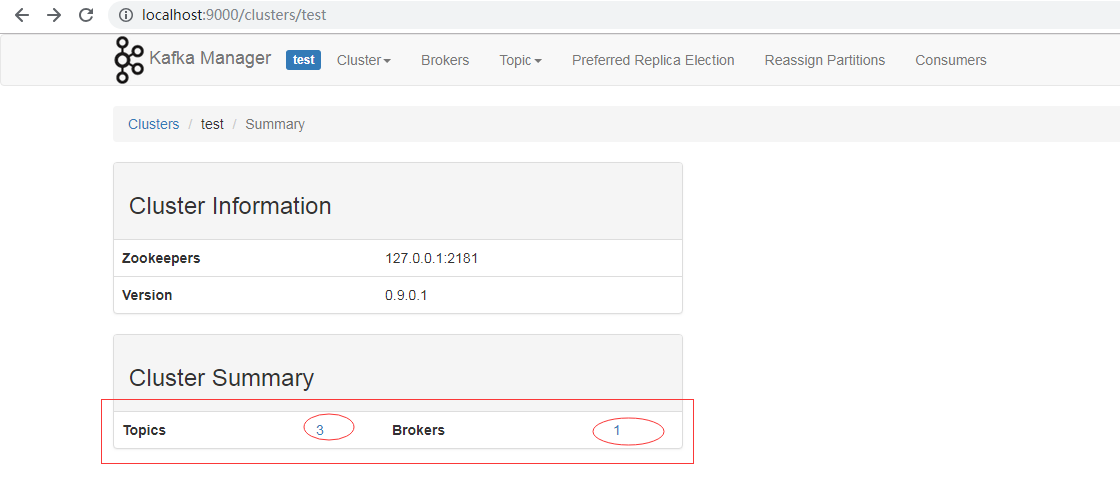 localhost:9000/clusters/test
Kafka Manager test Cluster Brokers Topic Preferred Replica Election Reassign Partitions Consumers
Clusters / test / Summary
Cluster Information
Zookeepers 127.0.0.1:2181
Version 0.9.0.1
Cluster Summary
Topics 3 Brokers 1